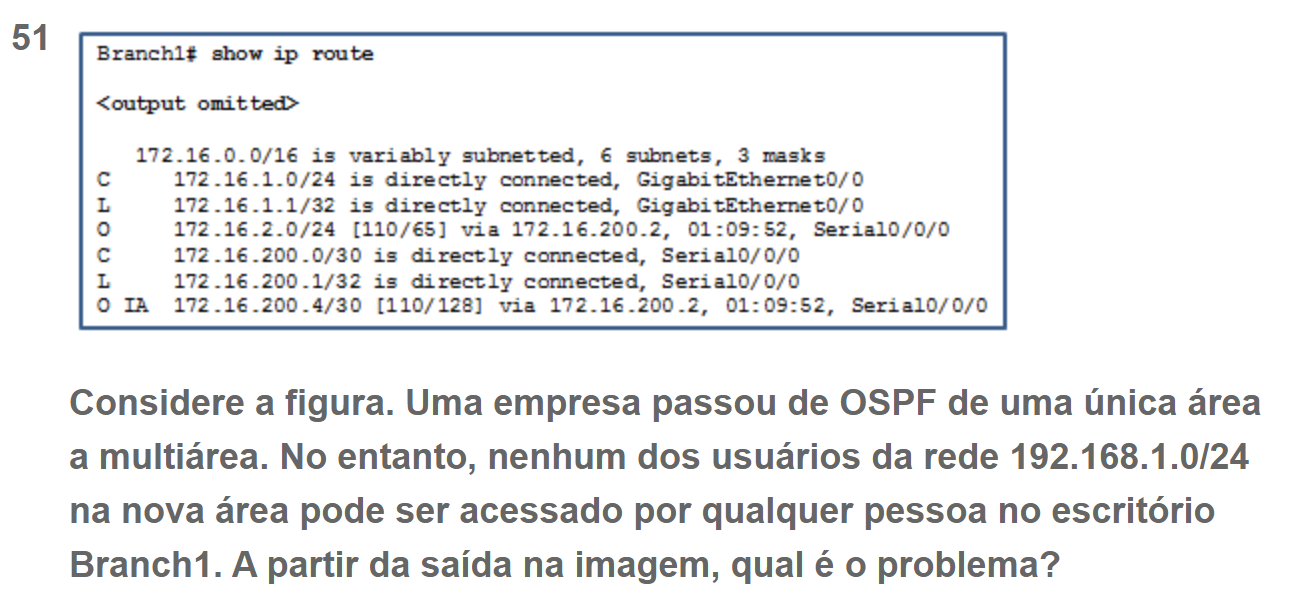 51
Branch1# show ip route
<output omitted>
172.16.0.0/16 is variably subnetted, 6 subnets, 3 masks
C 172.16.1.0/24 is directly connected, GigabitEthernet0/0
L 172.16.1.1/32 is directly connected, GigabitEthernet0/0
O 172.16.2.0/24 [110/65] via 172.16.200.2, 01:09:52, Serial0/0/0
C 172.16.200.0/30 is directly connected, Serial0/0/0
L 172.16.200.1/32 is directly connected, Serial0/0/0
O IA 172.16.200.4/30 [110/128] via 172.16.200.2, 01:09:52, Serial0/0/0
Considere a figura. Uma empresa passou de OSPF de uma única área
a multiárea. No entanto, nenhum dos usuários da rede 192.168.1.0/24
na nova área pode ser acessado por qualquer pessoa no escritório
Branch1. A partir da saída na imagem, qual é o problema?